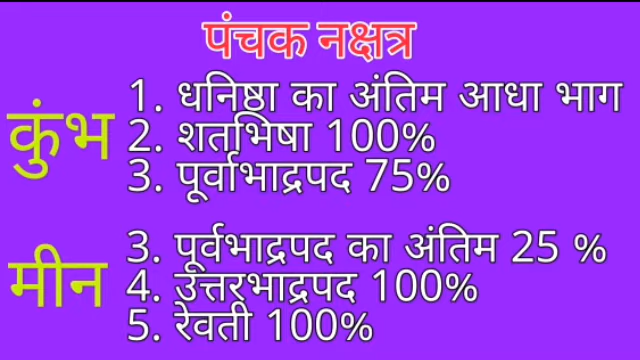 पंचक नक्षत्र
कुंभ
1. धनिष्ठा का अंतिम आधा भाग
2. शतभिषा 100%
3. पूर्वाभाद्रपद 75%
मीन
3. पूर्वभाद्रपद का अंतिम 25 %
4. उत्तरभाद्रपद 100%
5. रेवती 100%